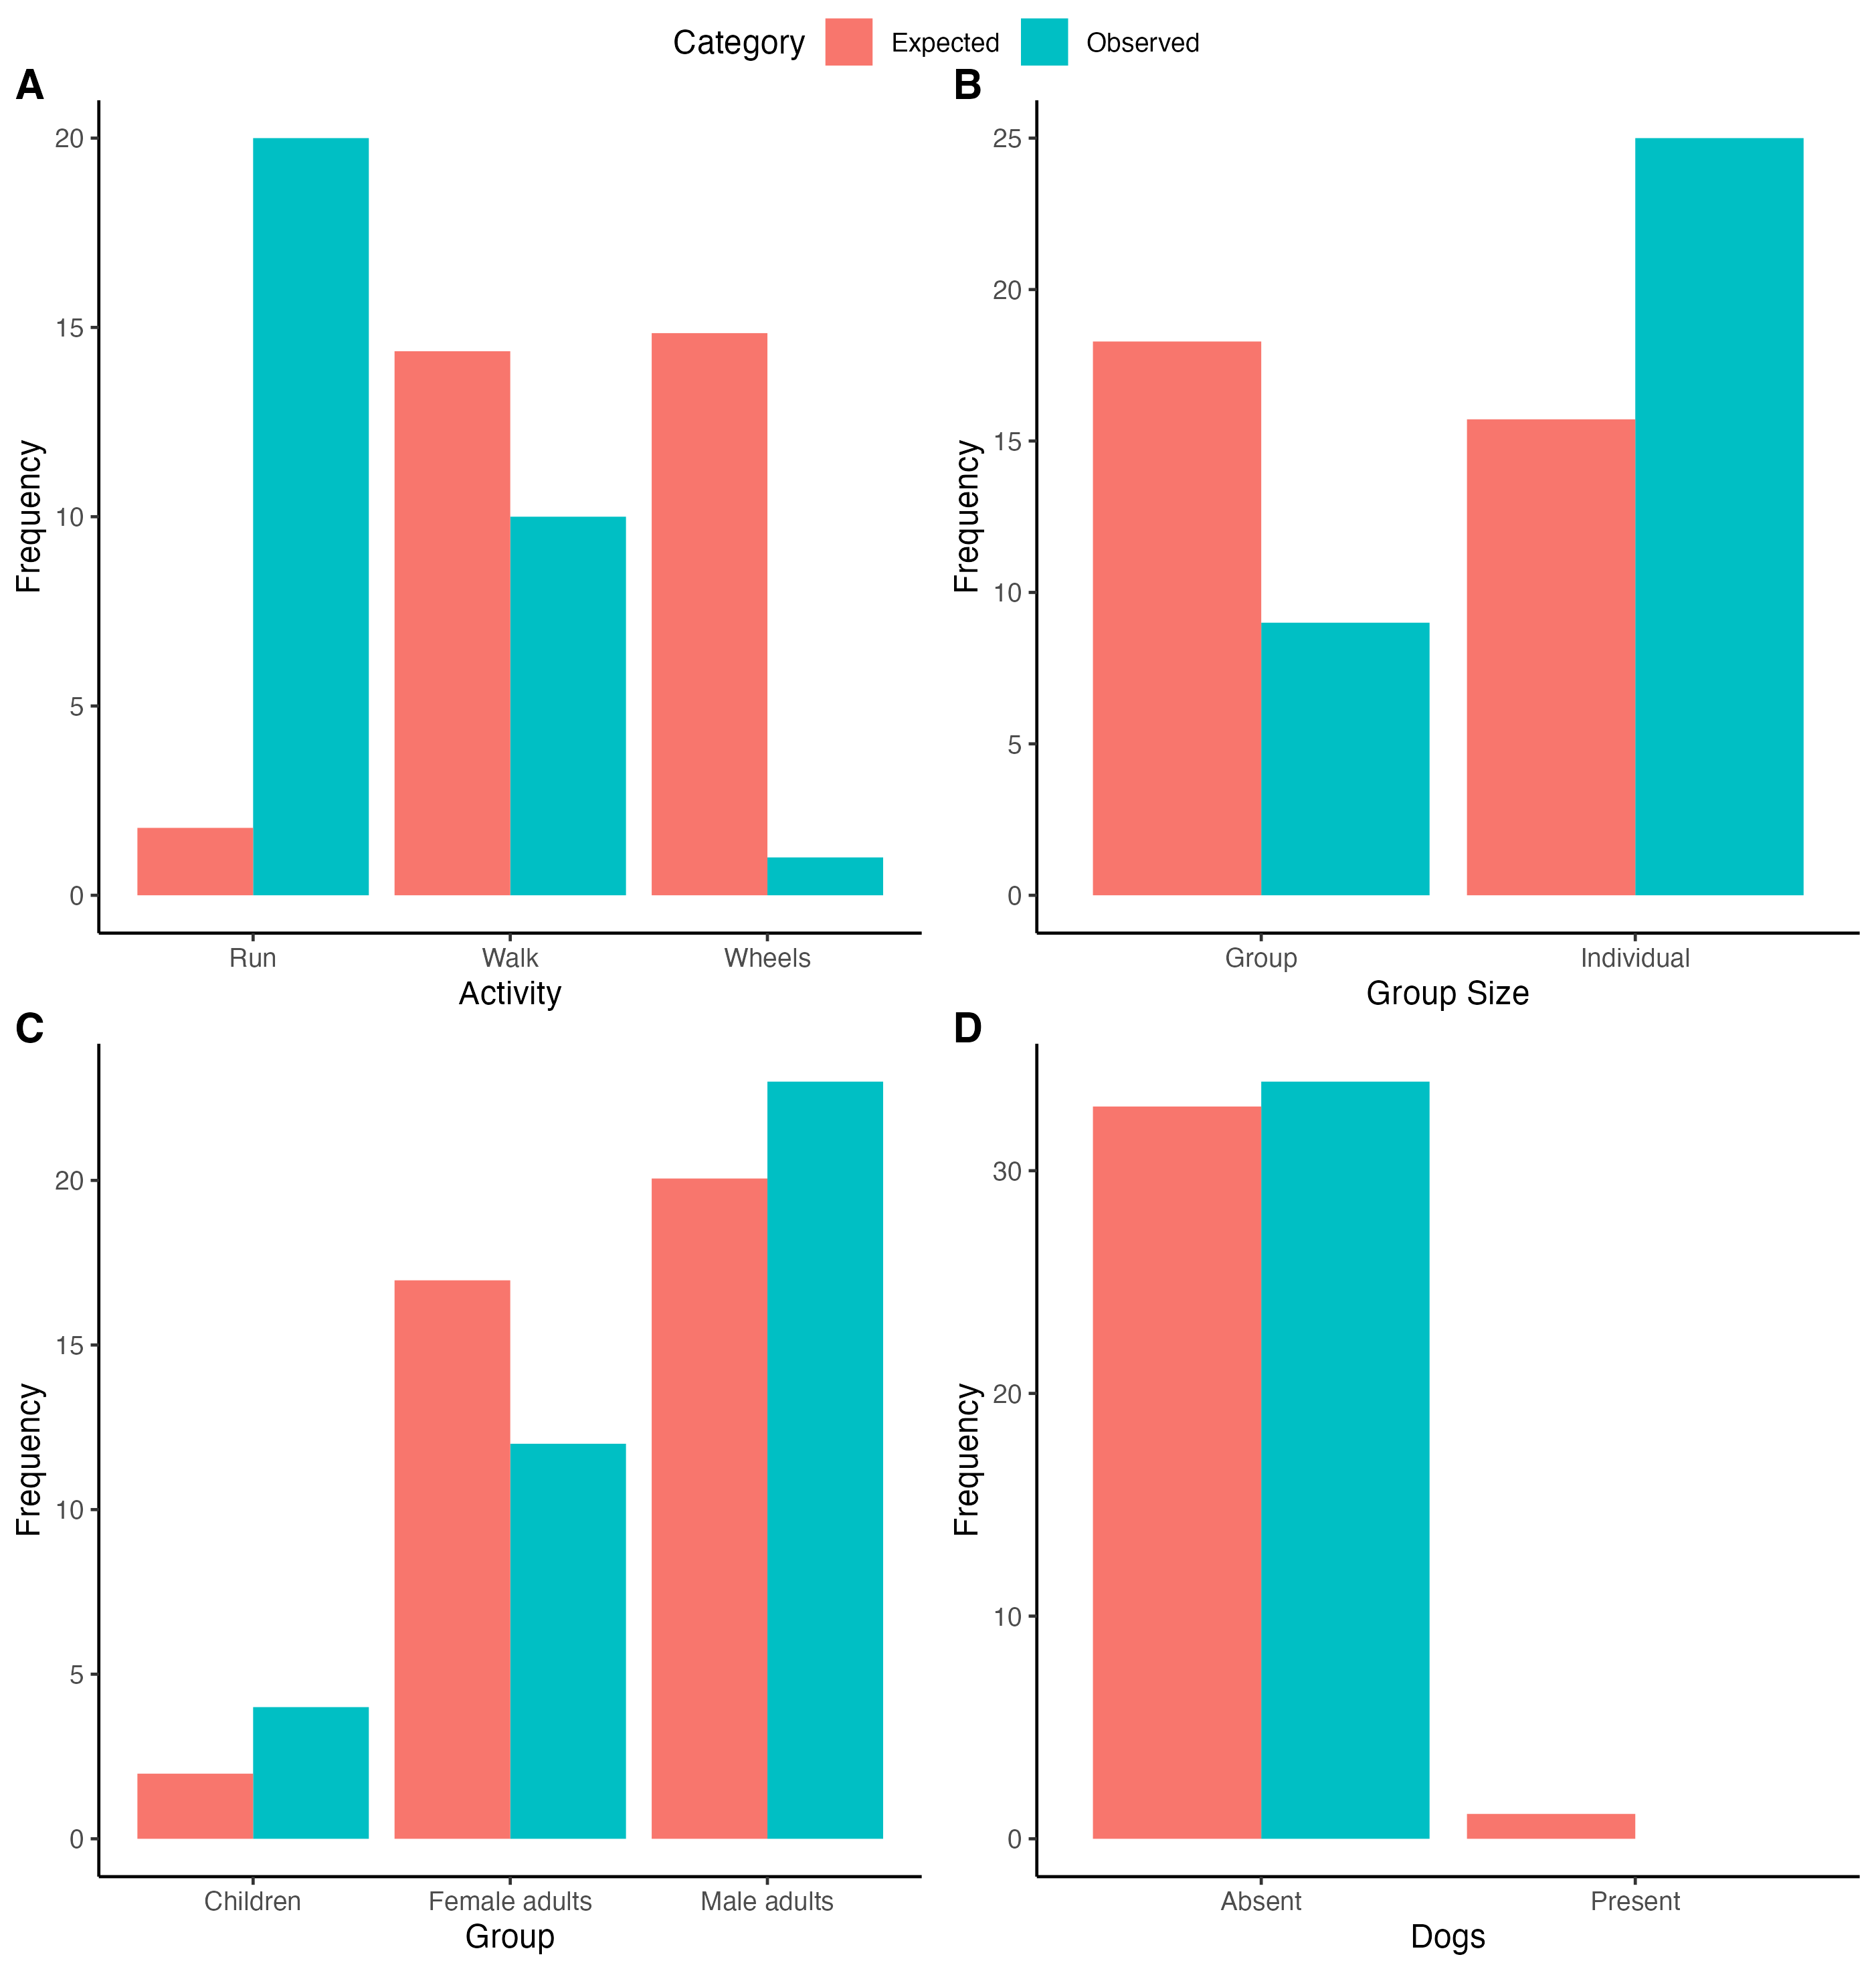 Category Expected Observed
A
20
15
10
5
0
Frequency
Run Walk Wheels
Activity
B
25
20
15
10
5
0
Frequency
Group Individual
Group Size
C
20
15
10
5
0
Frequency
Children Female adults Male adults
Group
D
30
20
10
0
Frequency
Absent Present
Dogs